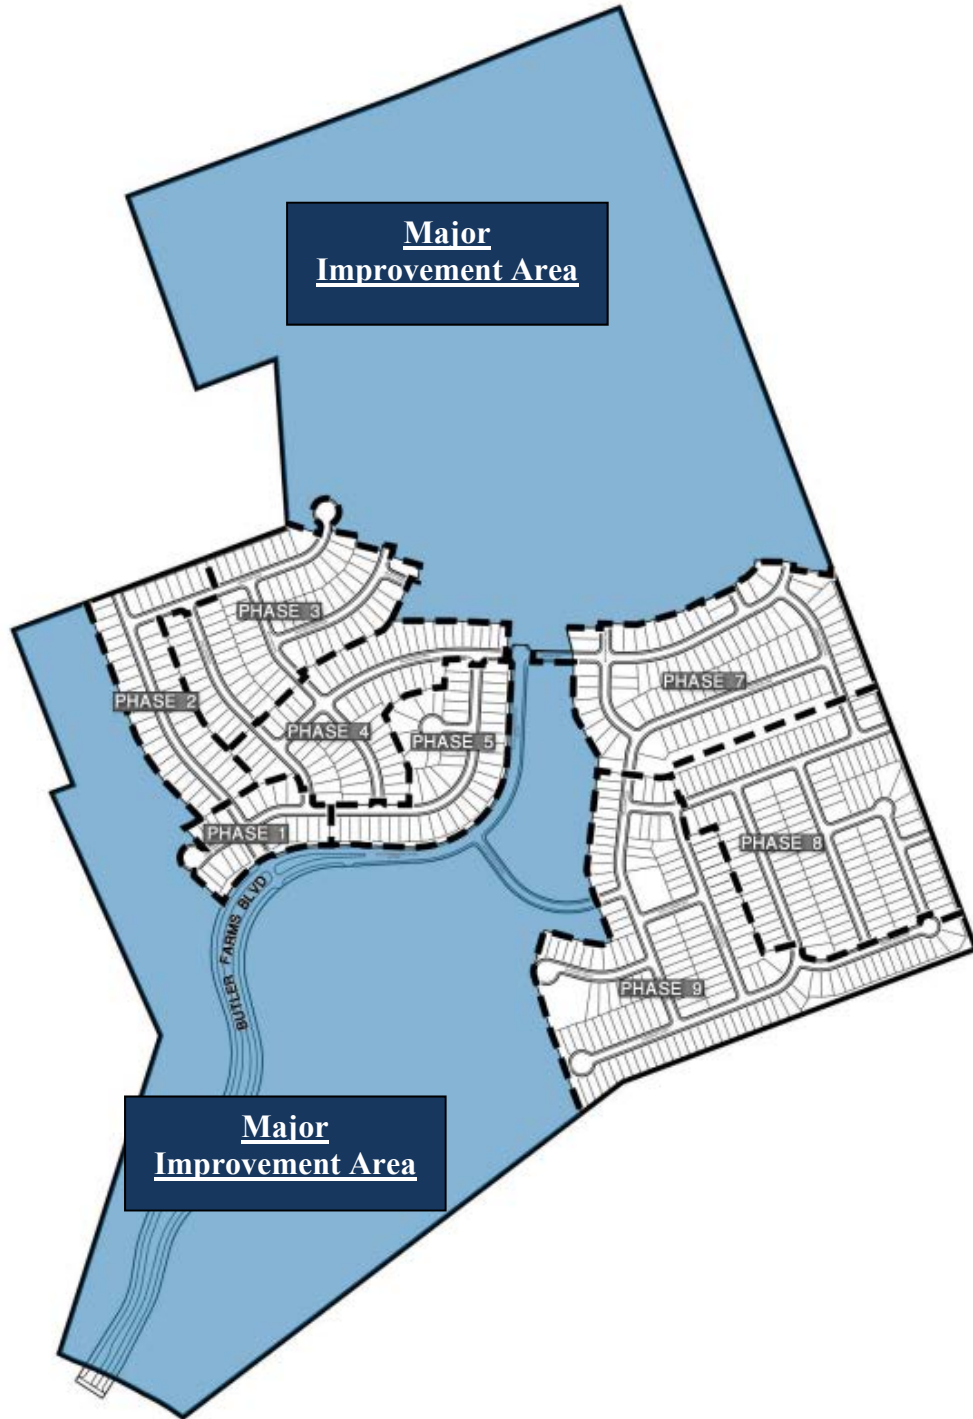 Major
Improvement Area
PHASE 3
PHASE 7
PHASE 2
PHASE 4
PHASE 5
PHASE 1
PHASE 8
BUTLER FARMS BLVD
PHASE 9
Major
Improvement Area